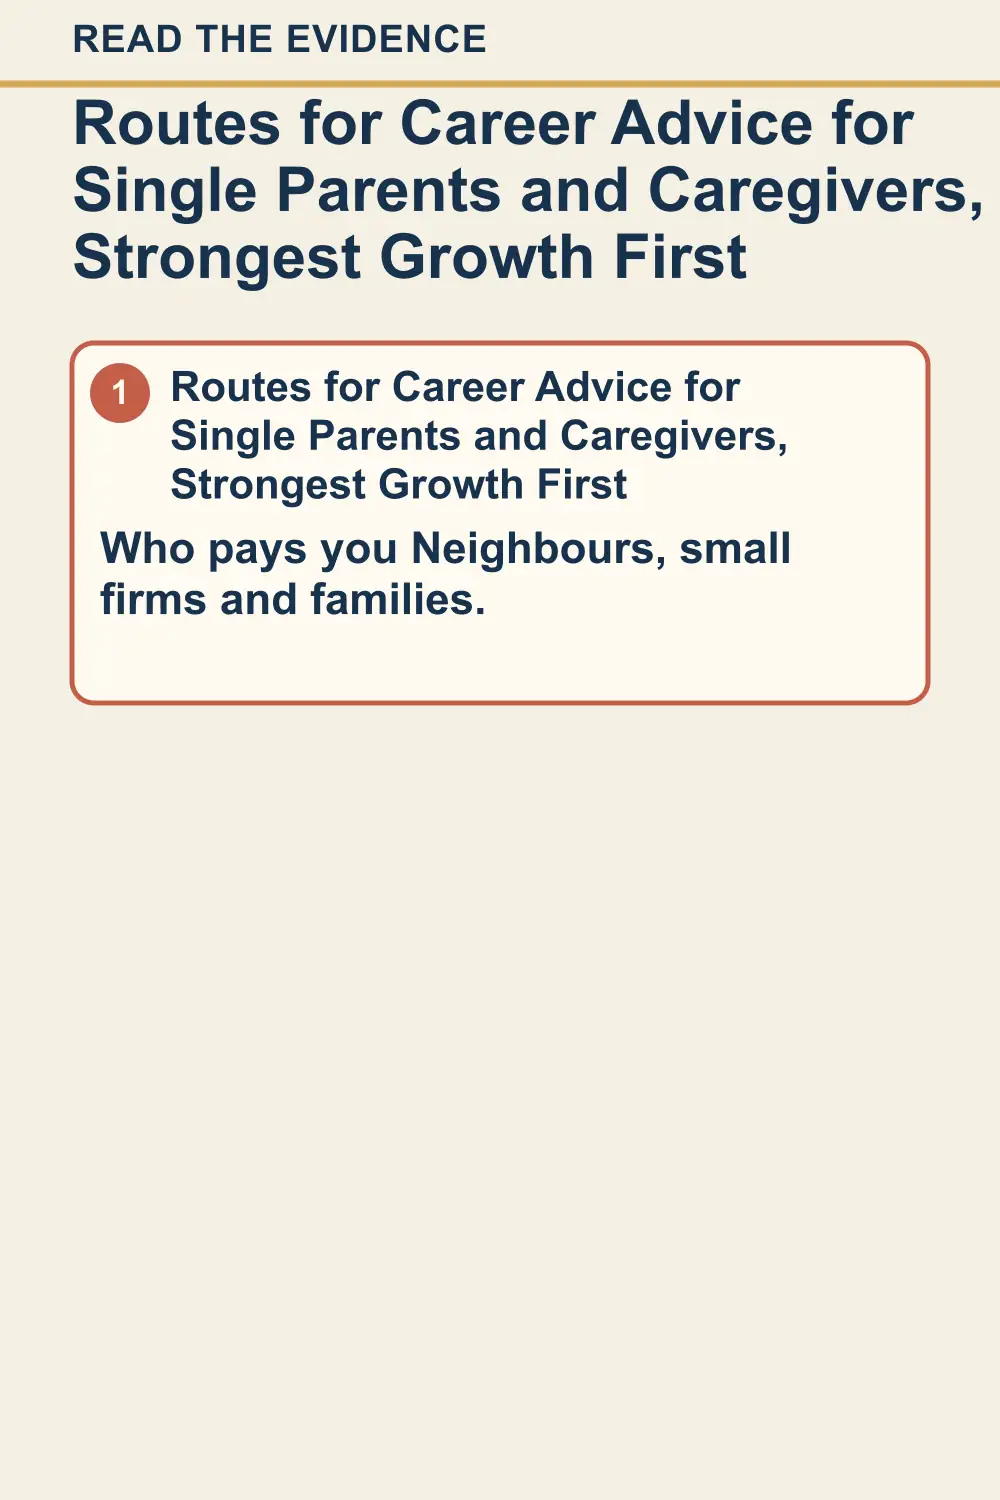 READ THE EVIDENCE
Routes for Career Advice for
Single Parents and Caregivers,
Strongest Growth First
1
Routes for Career Advice for
Single Parents and Caregivers,
Strongest Growth First
Who pays you Neighbours, small
firms and families.